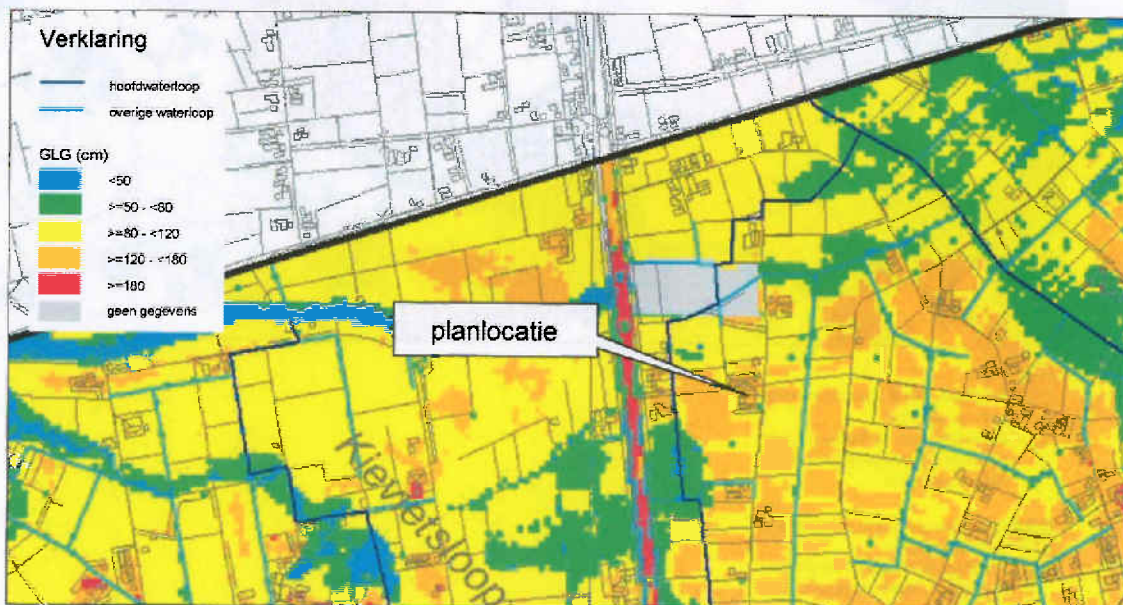 Verklaring
hoofdwaterloop
overige waterloop
GLG (cm)
<50
>=50 - <80
>=80 - <120
>=120 - <180
>=180
geen gegevens
planlocatie
Kievietsloop